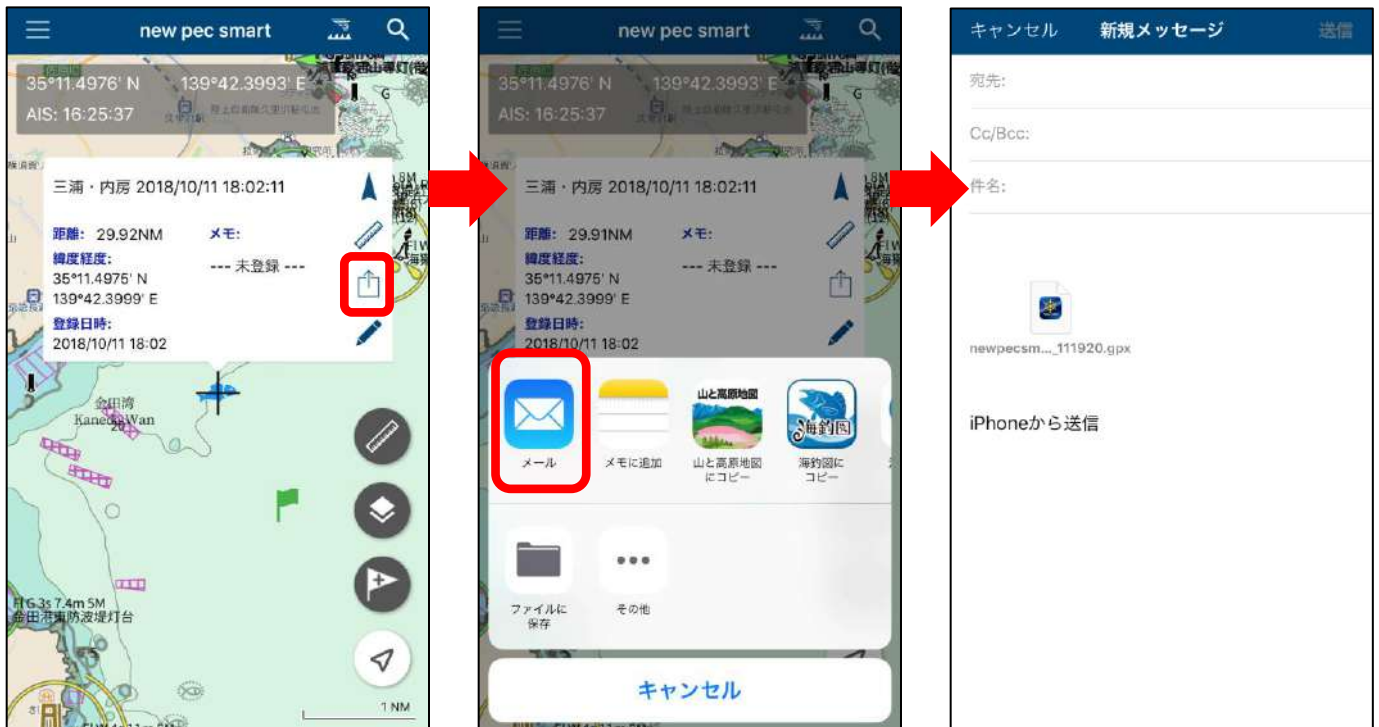 new pec smart
35°11.4976' N 139°42.3993' E
AIS: 16:25:37
G
三浦・内房 2018/10/11 18:02:11
距離: 29.92NM メモ:
緯度経度: --- 未登録 ---
35°11.4975' N
139°42.3999' E
登録日時:
2018/10/11 18:02
金田湾
Kaneda Wan
20
Fl G 3s 7.4m 5M
金田港東防波堤灯台
1 NM
new pec smart
35°11.4976' N 139°42.3993' E
AIS: 16:25:37
G
三浦・内房 2018/10/11 18:02:11
距離: 29.91NM メモ:
緯度経度: --- 未登録 ---
35°11.4975' N
139°42.3999' E
登録日時:
2018/10/11 18:02
山と高原地図
海釣図
メール
メモに追加
山と高原地図
にコピー
海釣図に
コピー
ファイルに
保存
その他
キャンセル
キャンセル 新規メッセージ 送信
宛先:
Cc/Bcc:
件名:
newpecsm..._111920.gpx
iPhoneから送信